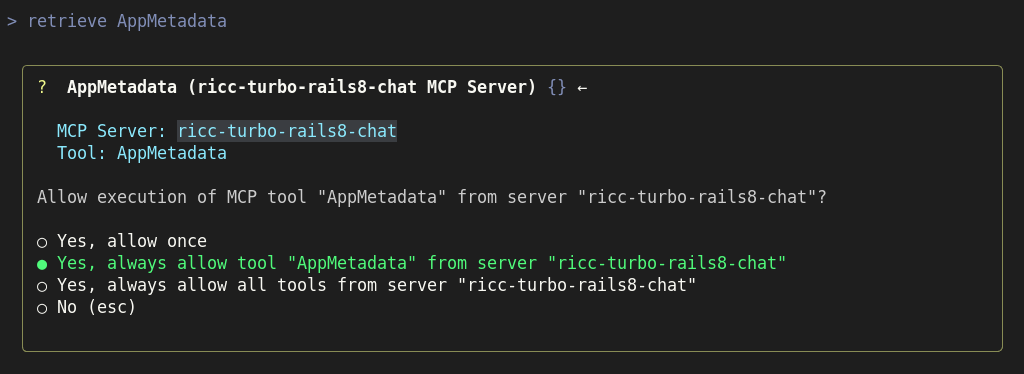 > retrieve AppMetadata
? AppMetadata (ricc-turbo-rails8-chat MCP Server) {} ←
MCP Server: ricc-turbo-rails8-chat
Tool: AppMetadata
Allow execution of MCP tool "AppMetadata" from server "ricc-turbo-rails8-chat"?
○ Yes, allow once
● Yes, always allow tool "AppMetadata" from server "ricc-turbo-rails8-chat"
○ Yes, always allow all tools from server "ricc-turbo-rails8-chat"
○ No (esc)